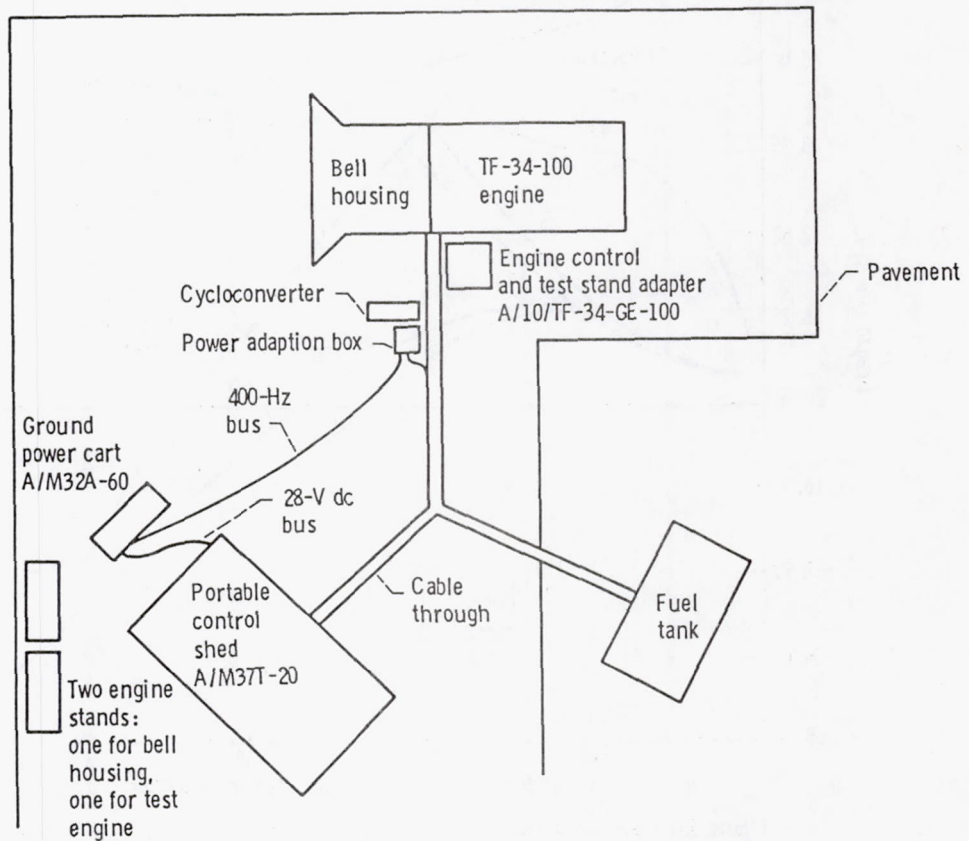 Bell
housing
TF-34-100
engine
Engine control
and test stand adapter
A/10/TF-34-GE-100
Pavement
Cycloconverter
Power adaption box
400-Hz
bus
Ground
power cart
A/M32A-60
28-V dc
bus
Portable
control
shed
A/M37T-20
Cable
through
Fuel
tank
Two engine
stands:
one for bell
housing,
one for test
engine